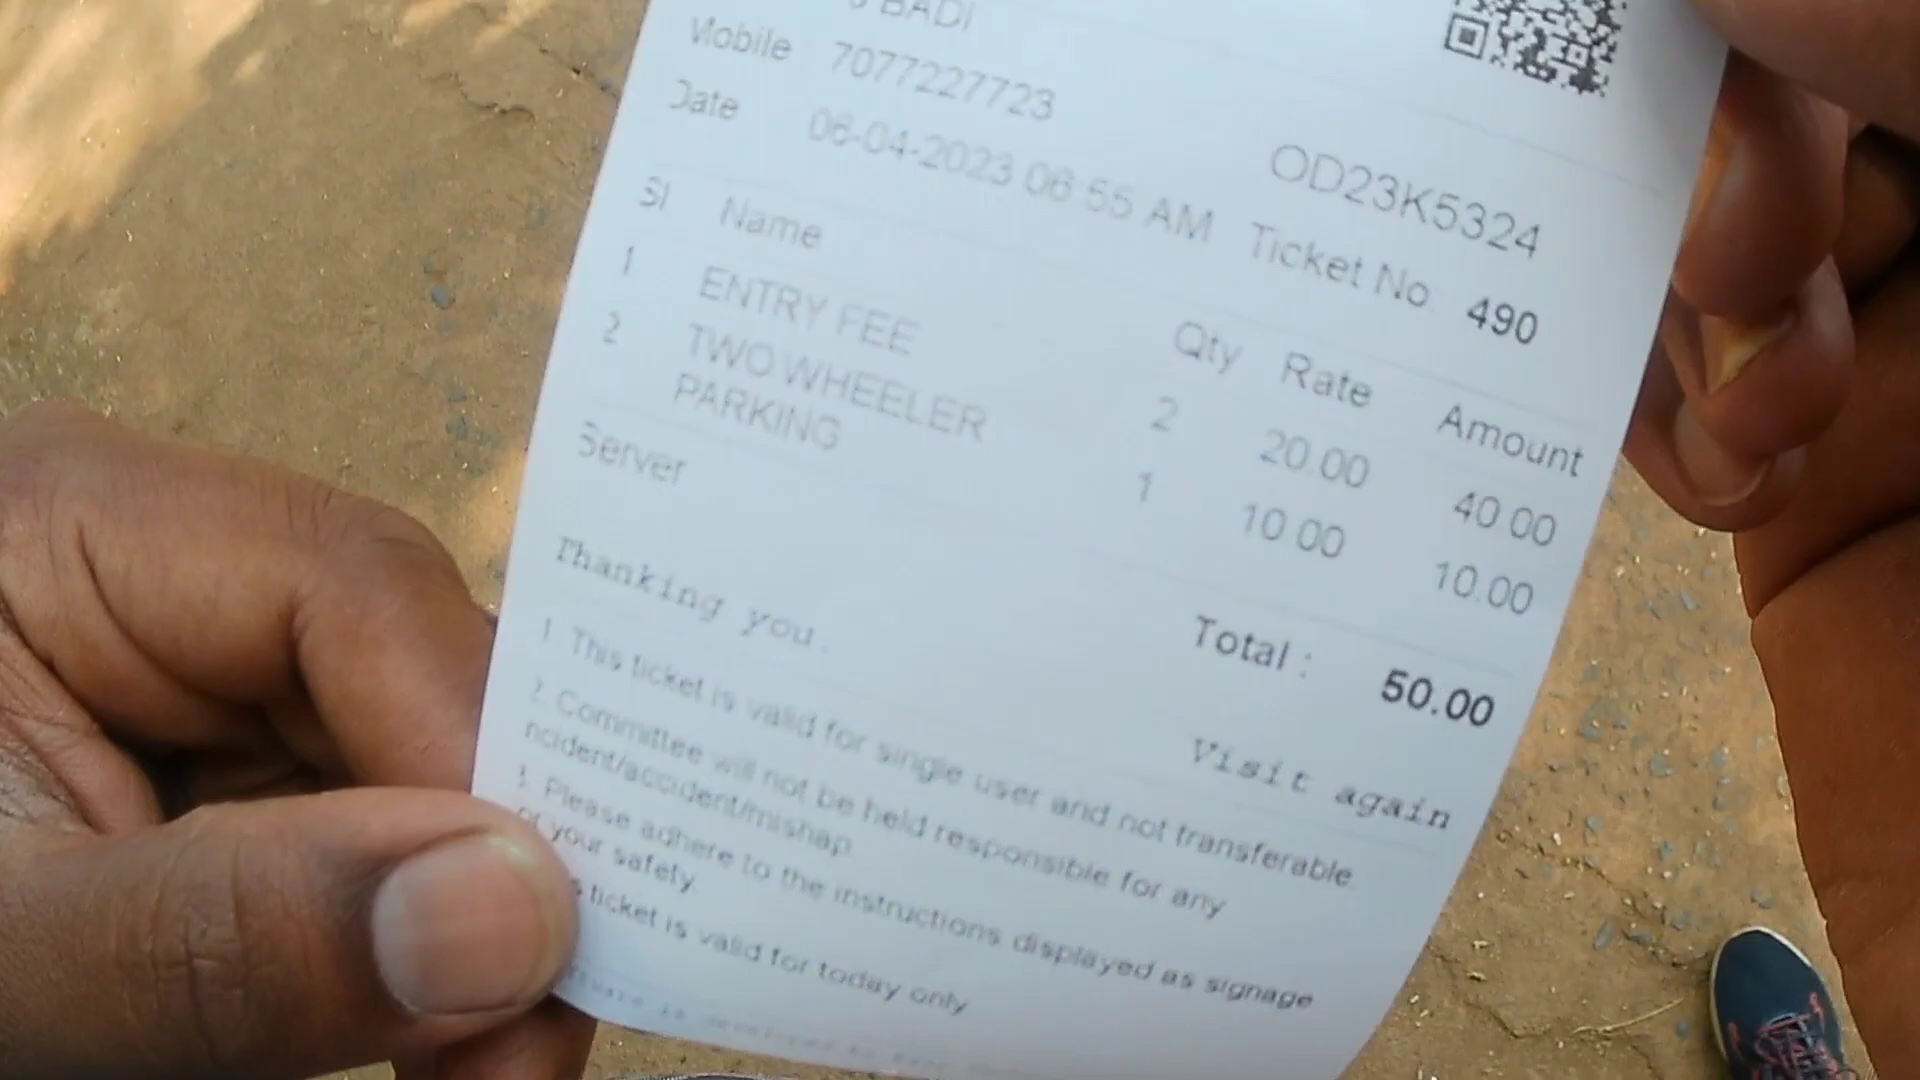 BADI
Mobile 7077227723
OD23K5324
Date 06-04-2023 06:55 AM Ticket No. 490
Sl Name Qty Rate Amount
1 ENTRY FEE 2 20.00 40.00
2 TWO WHEELER PARKING 1 10.00 10.00
Server Total : 50.00
Thanking you. Visit again
1. This ticket is valid for single user and not transferable.
2. Committee will not be held responsible for any
ncident/accident/mishap.
3. Please adhere to the instructions displayed as signage
or your safety.
s ticket is valid for today only